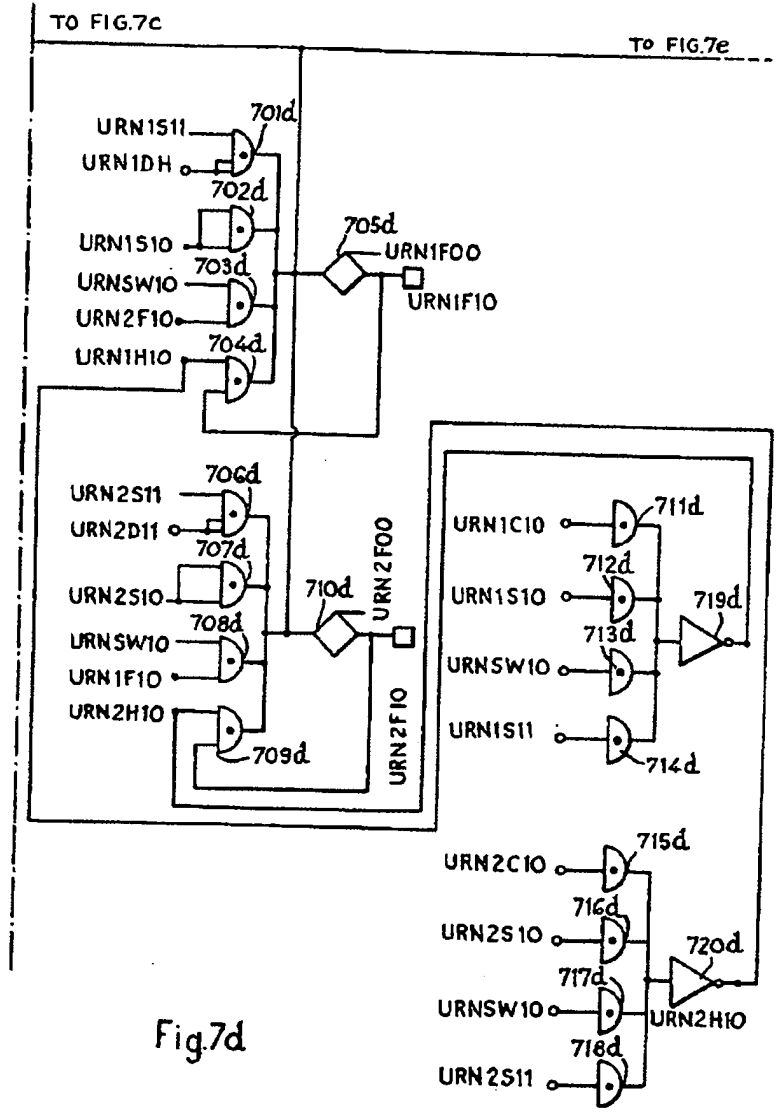 TO FIG.7c
TO FIG.7e
URN1S11
701d
URN1DH
702d
URN1S10
703d
URNSW10
URN2F10
704d
URN1H10
705d
URN1F00
URN1F10
URN2S11
706d
URN2D11
707d
URN2S10
708d
URNSW10
URN1F10
URN2H10
709d
710d
URN2F00
URN2F10
URN1C10
711d
URN1S10
712d
719d
URNSW10
713d
URN1S11
714d
URN2C10
715d
URN2S10
716d
720d
URNSW10
717d
URN2H10
URN2S11
718d
Fig.7d